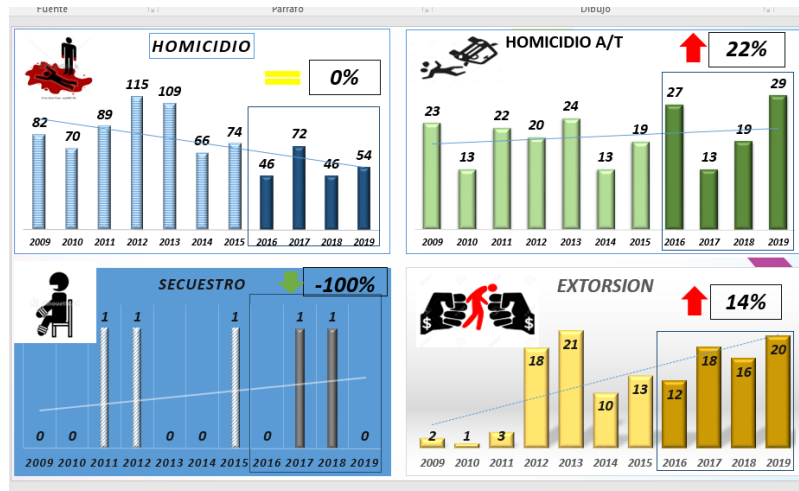 Fuente Párrafo Dibujo
HOMICIDIO
0%
82 70 89 115 109 66 74 46 72 46 54
2009 2010 2011 2012 2013 2014 2015 2016 2017 2018 2019
HOMICIDIO A/T
22%
23 13 22 20 24 13 19 27 13 19 29
2009 2010 2011 2012 2013 2014 2015 2016 2017 2018 2019
SECUESTRO
-100%
0 0 1 1 0 0 1 0 1 1 0
2009 2010 2011 2012 2013 2014 2015 2016 2017 2018 2019
EXTORSION
14%
$ $
2 1 3 18 21 10 13 12 18 16 20
2009 2010 2011 2012 2013 2014 2015 2016 2017 2018 2019